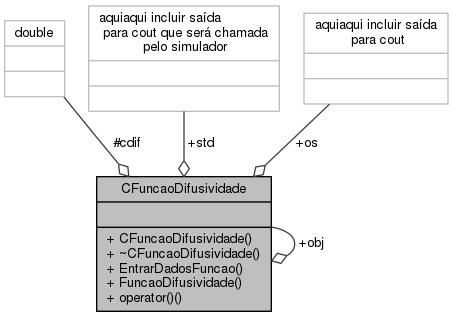 double
aquiaqui incluir saída
para cout que será chamada
pelo simulador
aquiaqui incluir saída
para cout
#cdif
+std
+os
CFuncaoDifusividade
+ CFuncaoDifusividade()
+ ~CFuncaoDifusividade()
+ EntrarDadosFuncao()
+ FuncaoDifusividade()
+ operator()()
+obj